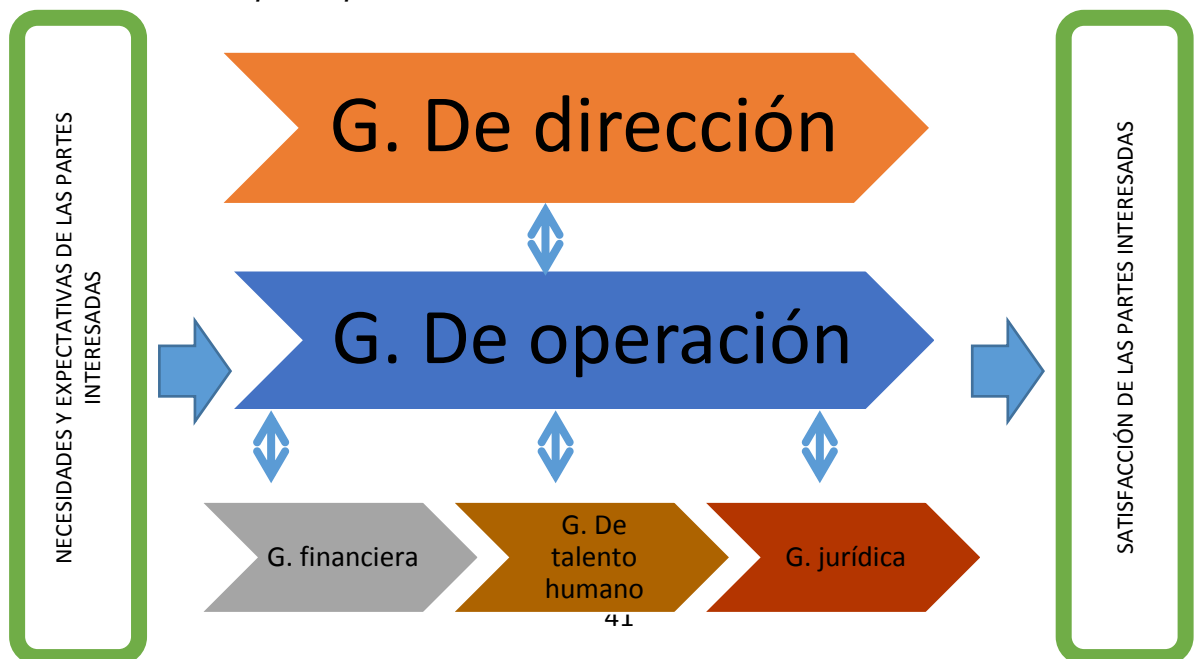 NECESIDADES Y EXPECTATIVAS DE LAS PARTES
INTERESADAS
G. De dirección
G. De operación
G. financiera
G. De
talento
humano
G. jurídica
41
SATISFACCIÓN DE LAS PARTES INTERESADAS